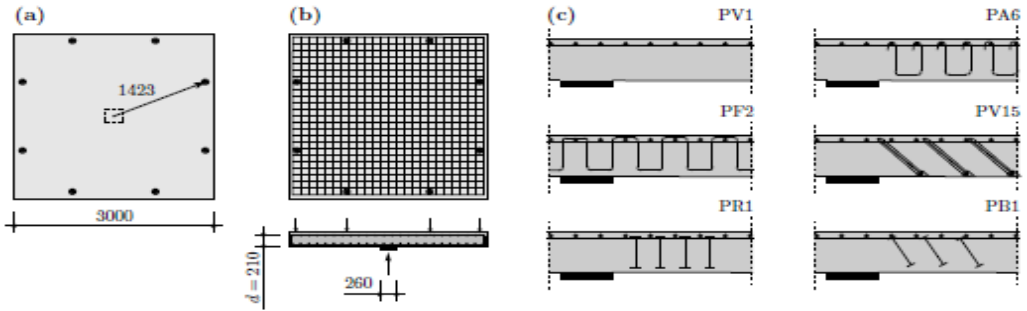 (a)
(b)
(c)
PV1
PA6
1423
PF2
PV15
3000
PR1
PB1
d = 210
260